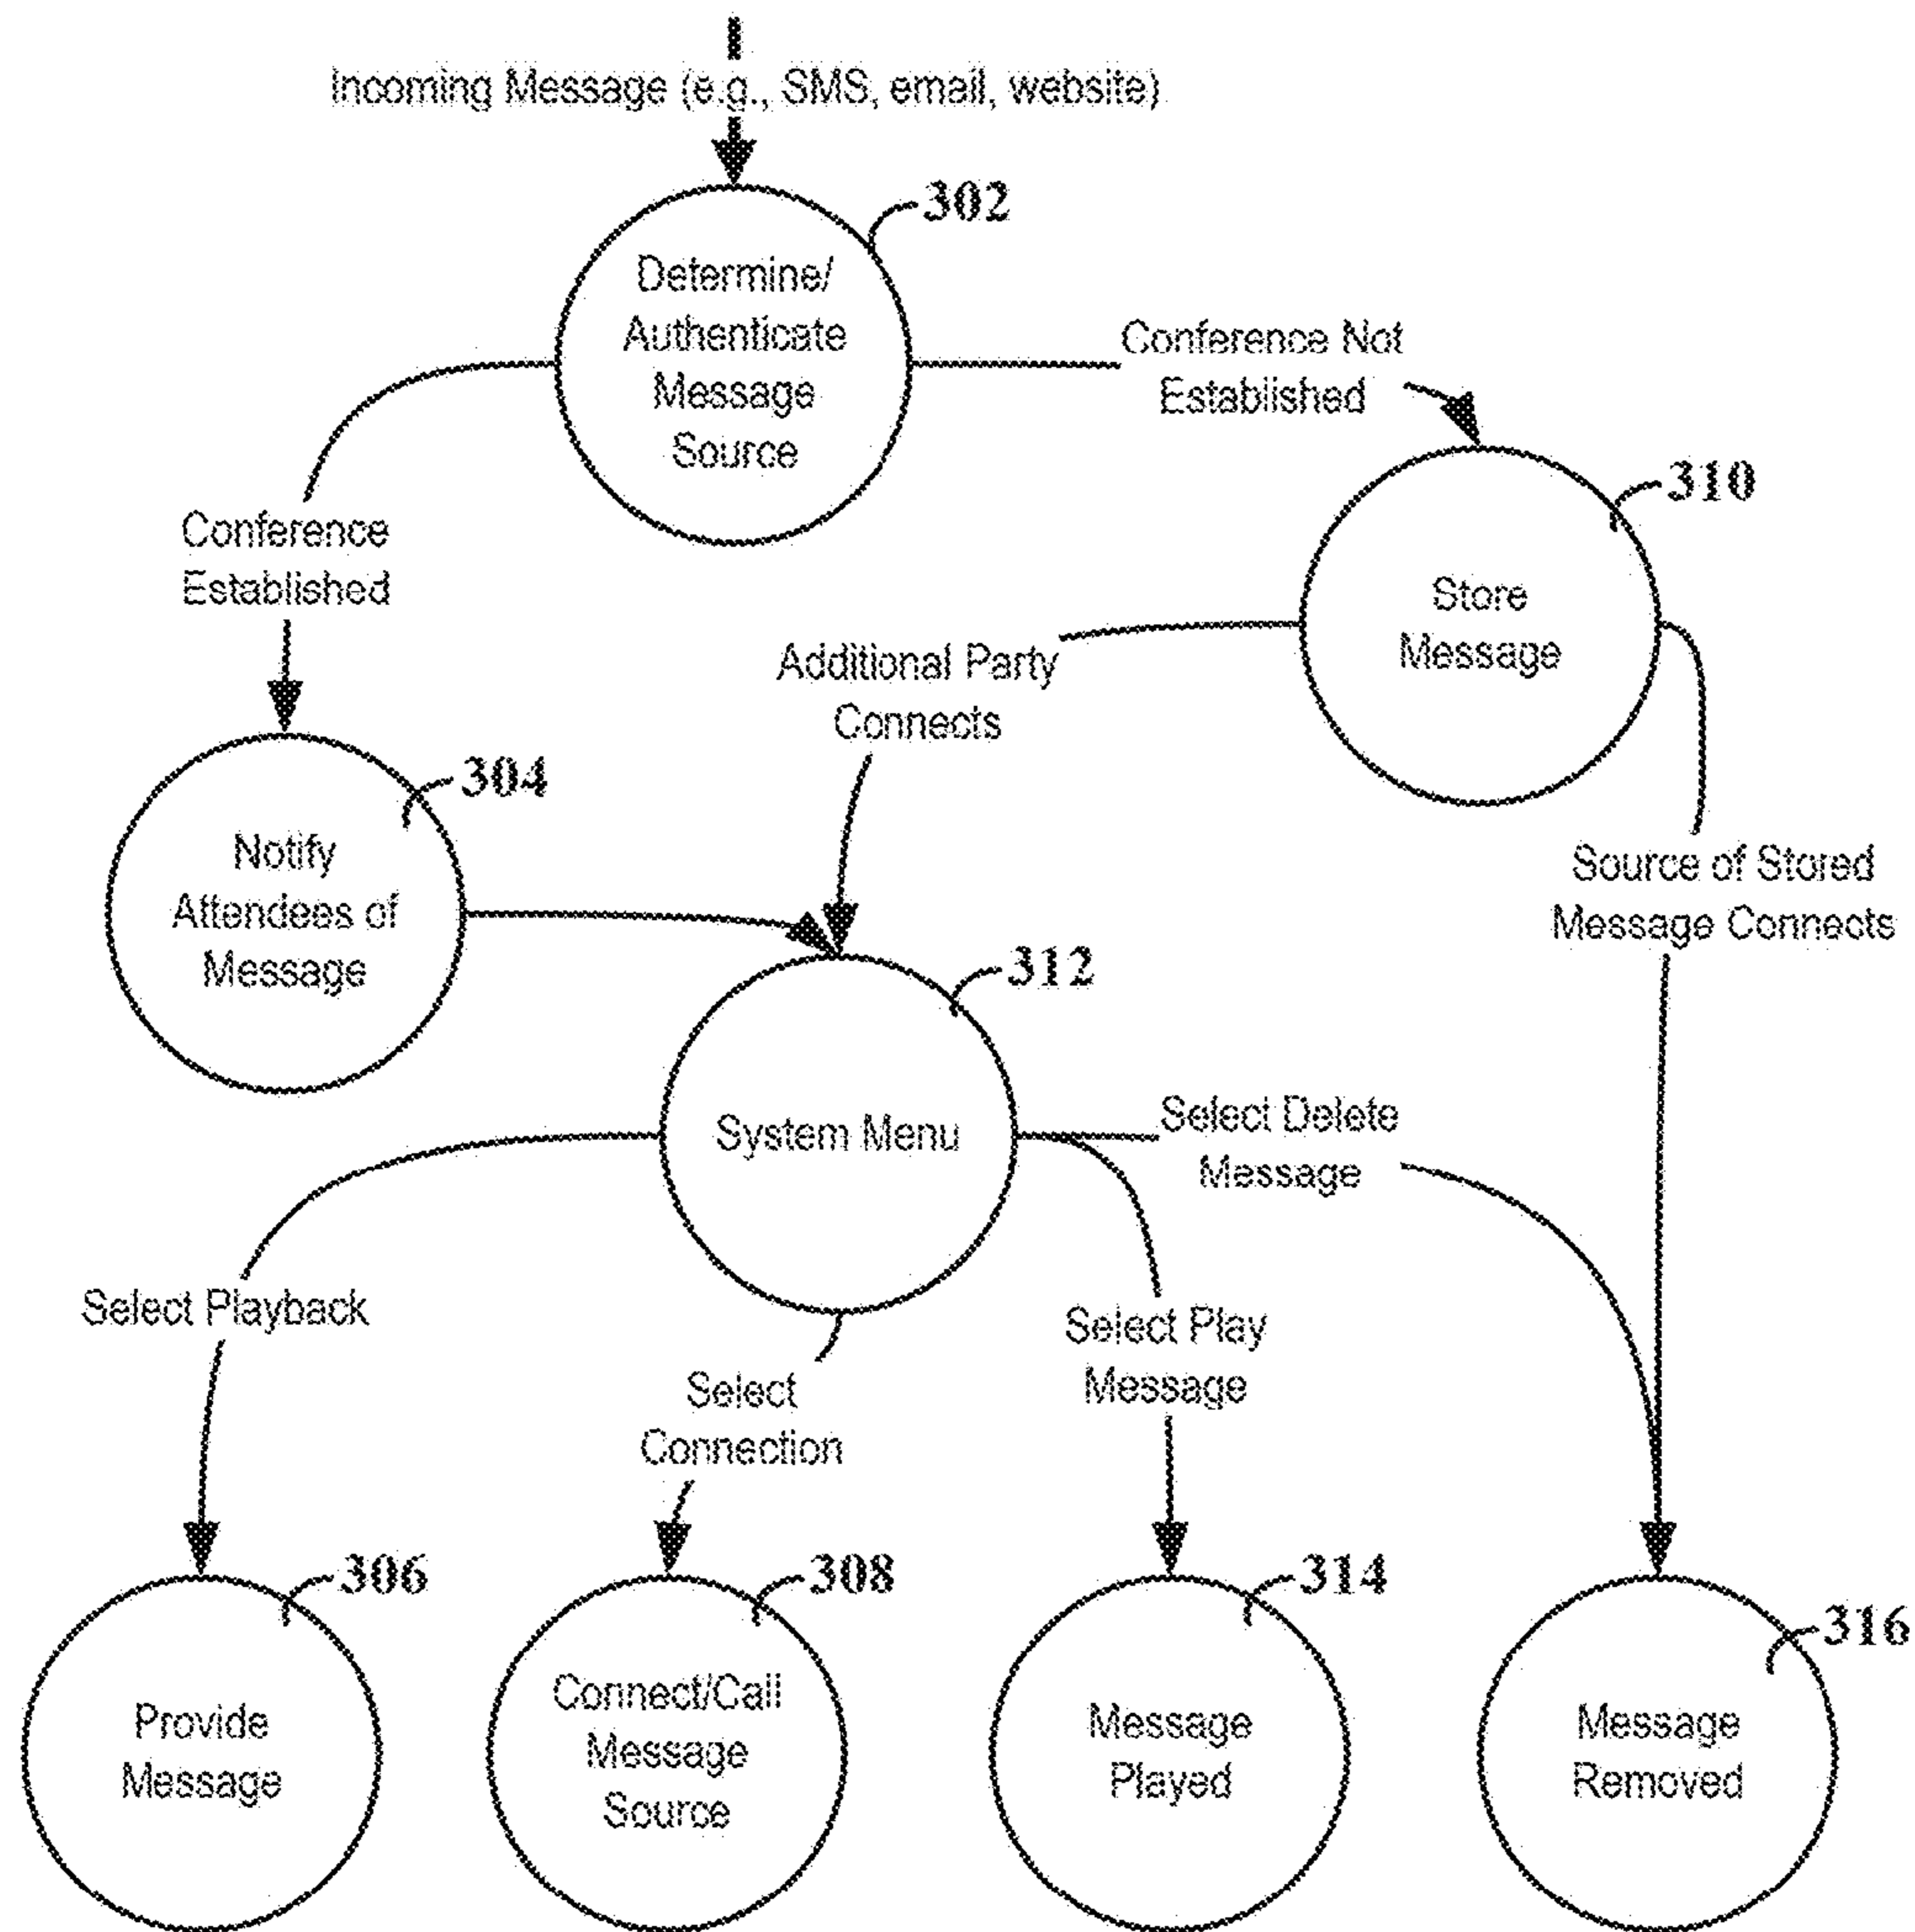 Incoming Message (e.g., SMS, email, website)
302
Determine/
Authenticate
Message
Source
Conference Not
Established
310
Conference
Established
Store
Message
Additional Party
Connects
304
Notify
Attendees of
Message
Source of Stored
Message Connects
312
System Menu
Select Delete
Message
Select Playback
Select Play
Message
Select
Connection
306
308
314
316
Provide
Message
Connect/Call
Message
Source
Message
Played
Message
Removed